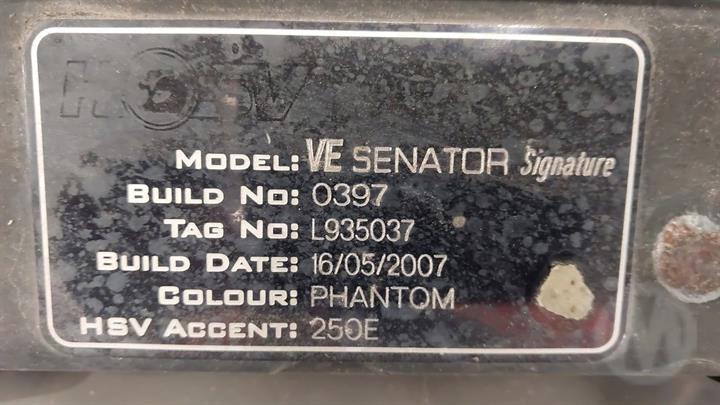 HSV
MODEL: VE SENATOR Signature
BUILD NO: 0397
TAG NO: L935037
BUILD DATE: 16/05/2007
COLOUR: PHANTOM
HSV ACCENT: 250E